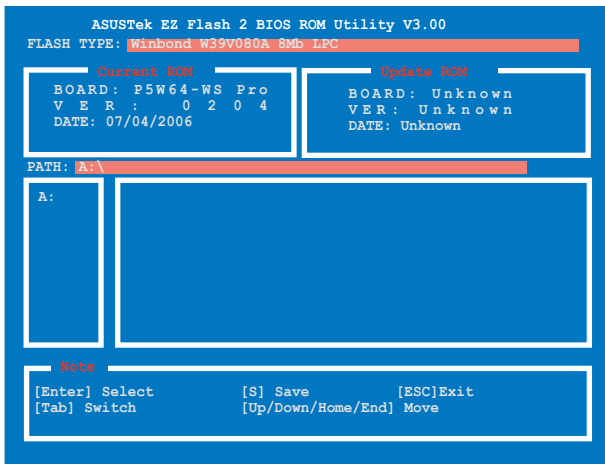 ASUSTek EZ Flash 2 BIOS ROM Utility V3.00
FLASH TYPE: Winbond W39V080A 8Mb LPC
Current ROM
BOARD: P5W64-WS Pro
VER: 0204
DATE: 07/04/2006
Update ROM
BOARD: Unknown
VER: Unknown
DATE: Unknown
PATH: A:\
A:
Note
[Enter] Select [S] Save [ESC]Exit
[Tab] Switch [Up/Down/Home/End] Move